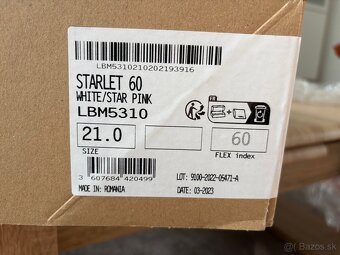 LBM5310210202193916
STARLET 60
WHITE/STAR PINK
LBM5310
FR
21.0
60
SIZE
FLEX index
3 607684 420499
LOT: 9100-2022-05471-A
MADE IN: ROMANIA
DATE: 03-2023
bazos.sk